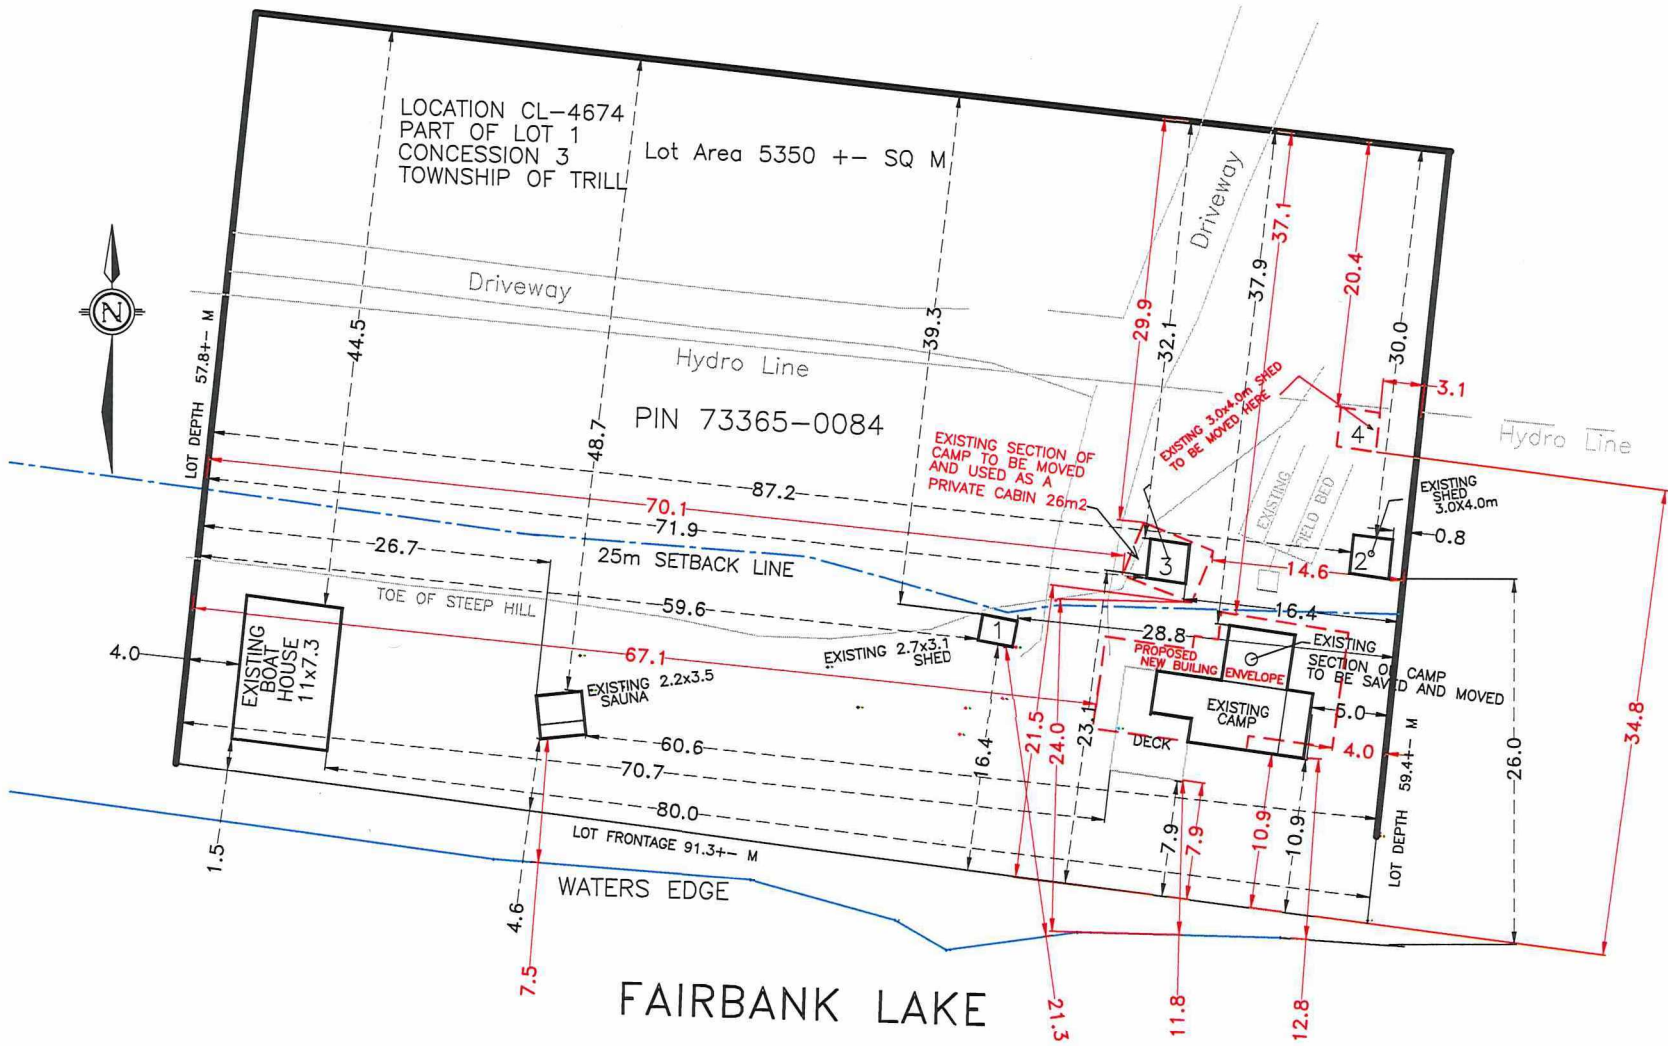 LOCATION CL-4674
PART OF LOT 1
CONCESSION 3
TOWNSHIP OF TRILL
Lot Area 5350 +- SQ M
Driveway
37.1
20.4
37.9
29.9
32.1
30.0
N
Driveway
44.5
39.3
LOT DEPTH 57.8+- M
Hydro Line
3.1
EXISTING 3.0x4.0m SHED
TO BE MOVED HERE
4
Hydro Line
PIN 73365-0084
48.7
EXISTING SECTION OF
CAMP TO BE MOVED
AND USED AS A
PRIVATE CABIN 26m2
87.2
70.1
71.9
26.7
25m SETBACK LINE
EXISTING
FIELD BED
EXISTING
SHED
3.0X4.0m
0.8
2
3
14.6
16.4
TOE OF STEEP HILL
59.6
1
28.8
EXISTING 2.7x3.1
SHED
EXISTING
SECTION OF CAMP
TO BE SAVED AND MOVED
PROPOSED
NEW BUILING ENVELOPE
4.0
EXISTING
BOAT
HOUSE
11x7.3
67.1
EXISTING 2.2x3.5
SAUNA
EXISTING
CAMP
5.0
DECK
4.0
34.8
26.0
23.1
21.5
24.0
16.4
60.6
70.7
80.0
LOT FRONTAGE 91.3+- M
LOT DEPTH 59.4+- M
7.9
7.9
10.9
10.9
1.5
WATERS EDGE
4.6
7.5
FAIRBANK LAKE
21.3
11.8
12.8